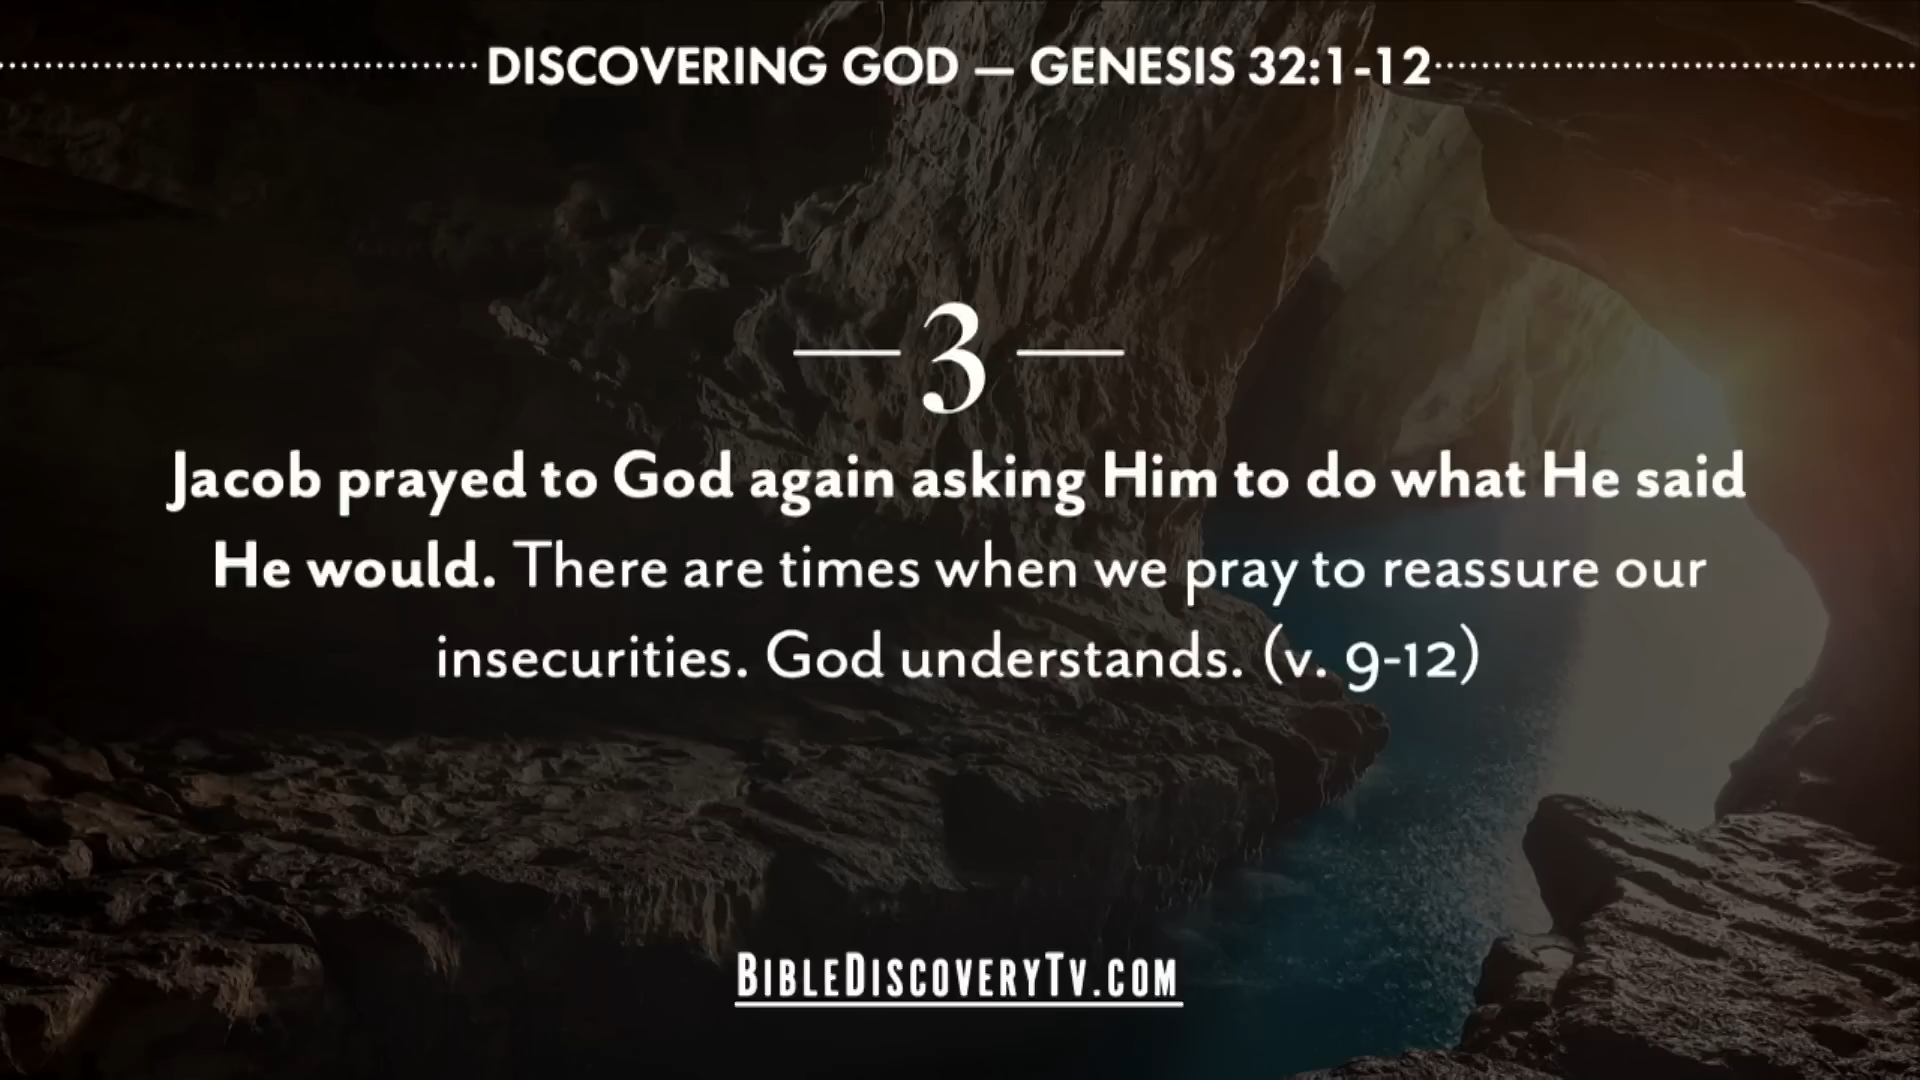 DISCOVERING GOD — GENESIS 32:1-12
— 3 —
Jacob prayed to God again asking Him to do what He said
He would. There are times when we pray to reassure our
insecurities. God understands. (v. 9-12)
BIBLEDISCOVERYTV.COM